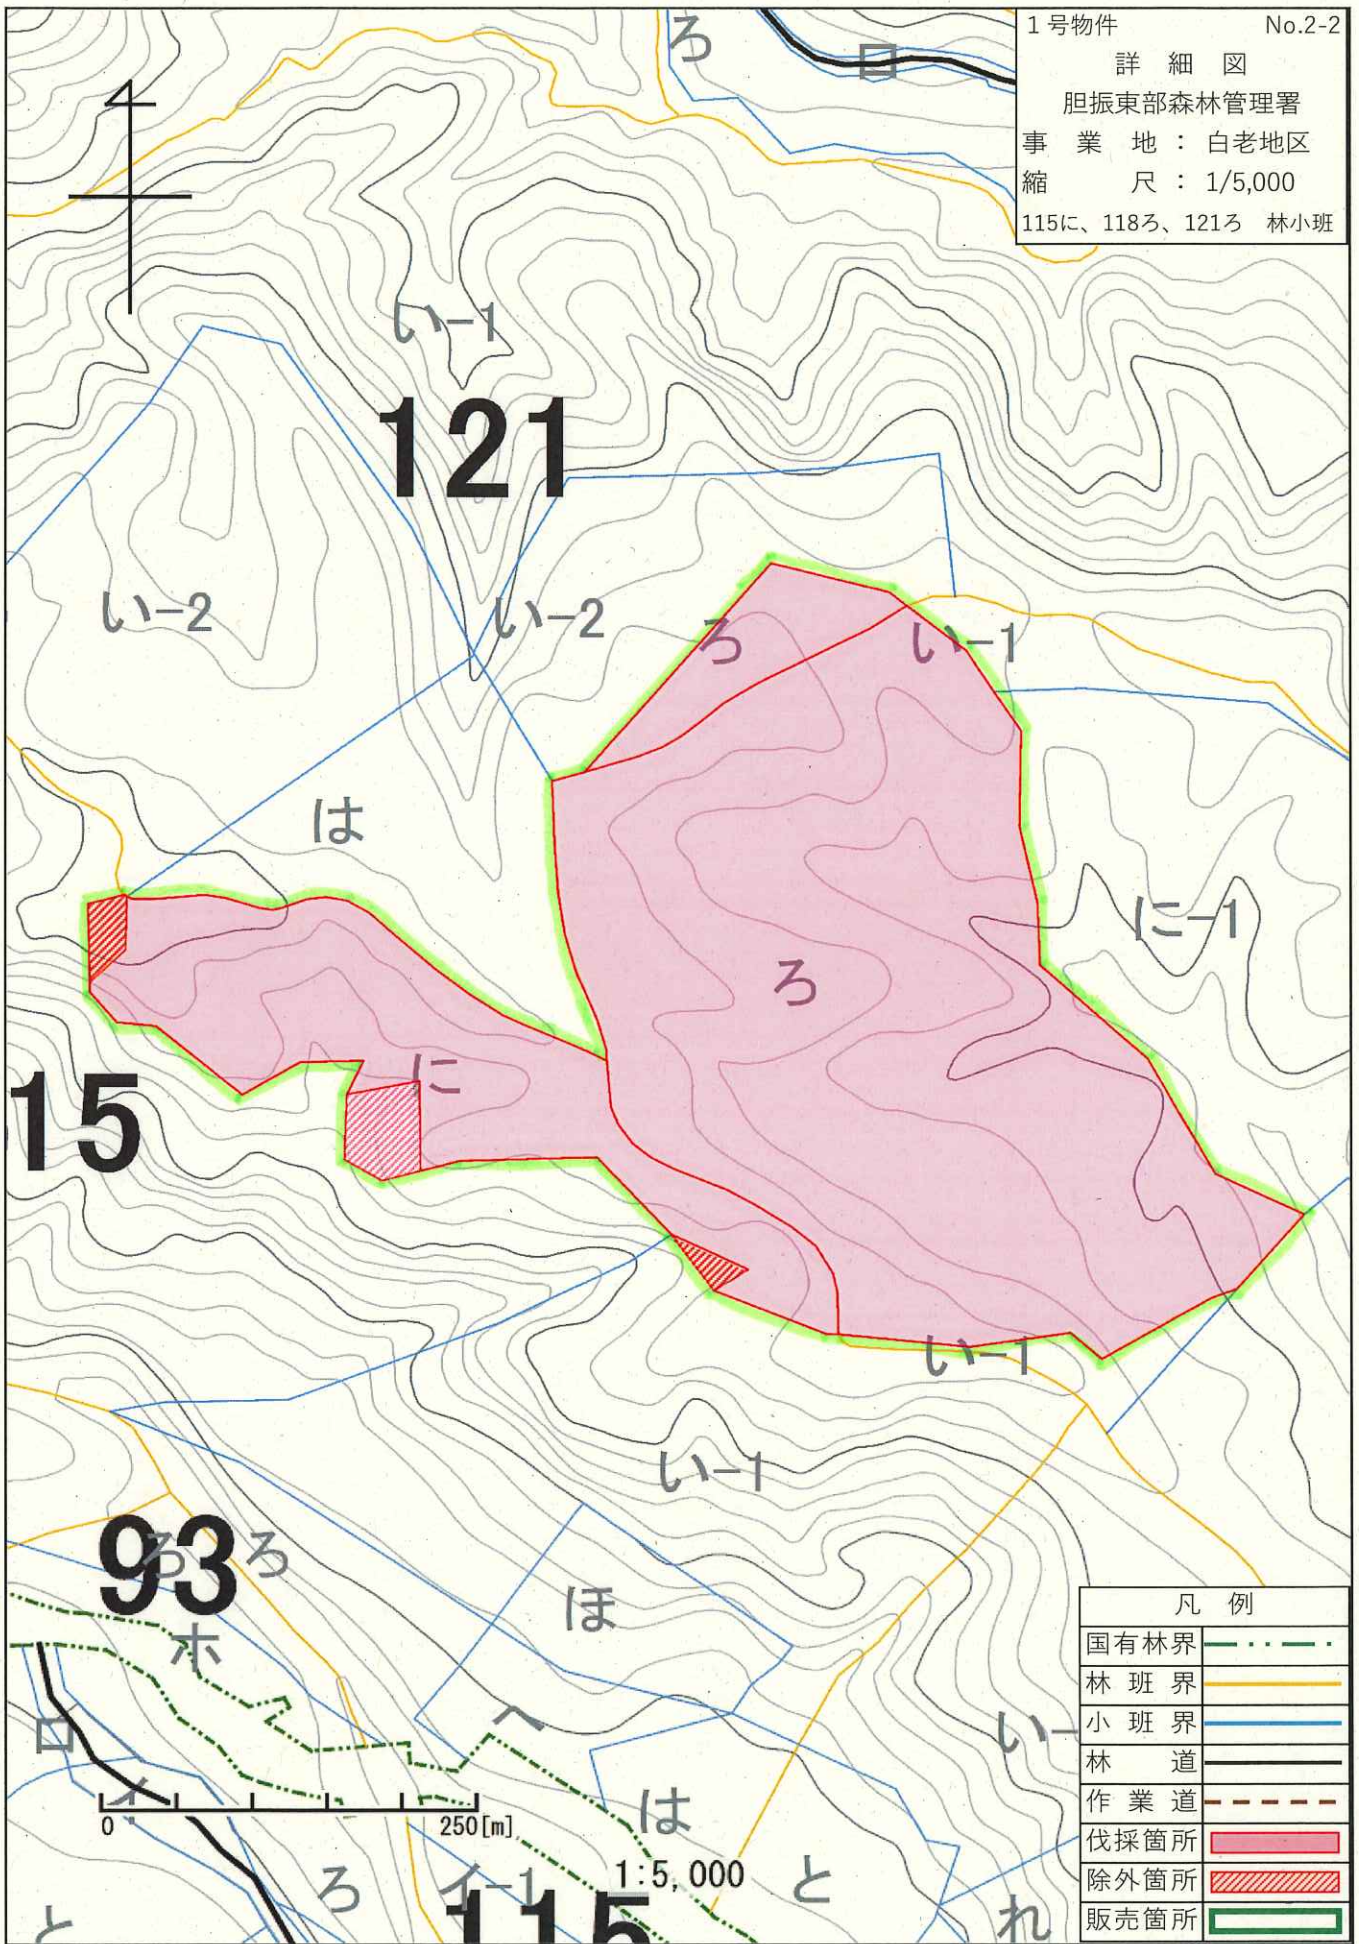 1号物件 No.2-2
詳細図
胆振東部森林管理署
事業地：白老地区
縮尺：1/5,000
115に、118ろ、121ろ 林小班
ろ
ロ
い-1
121
い-2
い-2
ろ
い-1
は
に-1
ろ
に
15
い-1
い-1
93
ろ
ろ
ホ
ほ
へ
い-
ロ
イ
は
0 250[m]
1:5,000
ろ
イ-1
と
と
115
れ
凡例
国有林界
林班界
小班界
林道
作業道
伐採箇所
除外箇所
販売箇所